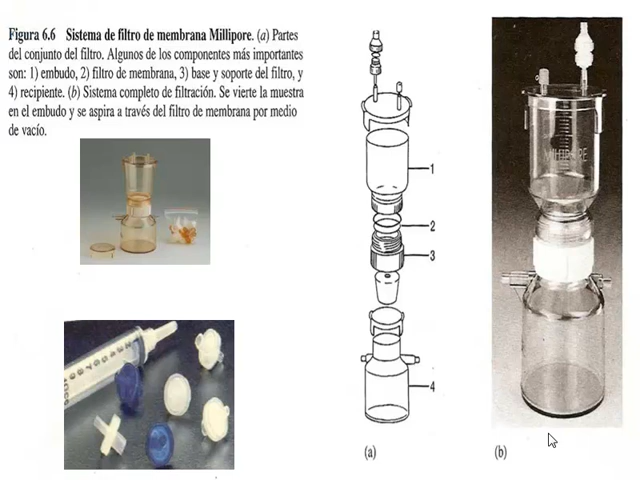 Figura 6.6 Sistema de filtro de membrana Millipore. (a) Partes
del conjunto del filtro. Algunos de los componentes más importantes
son: 1) embudo, 2) filtro de membrana, 3) base y soporte del filtro, y
4) recipiente. (b) Sistema completo de filtración. Se vierte la muestra
en el embudo y se aspira a través del filtro de membrana por medio
de vacío.
1
2
3
4
MILLIPORE
(a)
(b)